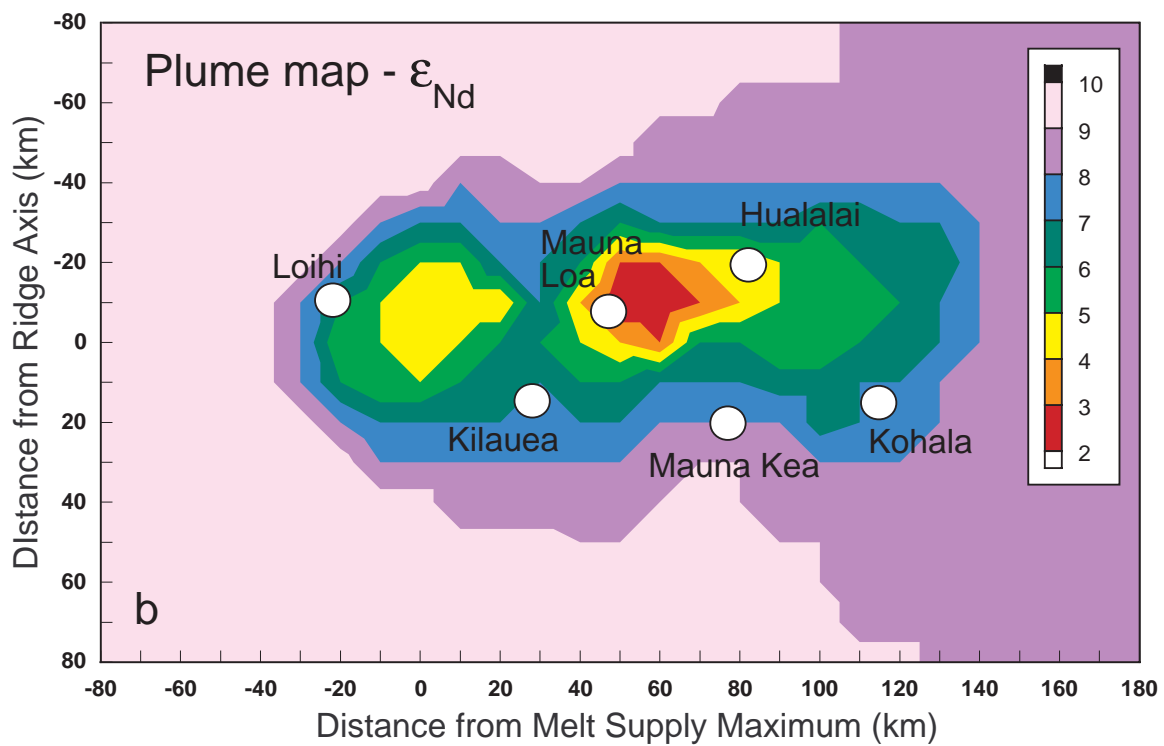 Plume map - εNd
Distance from Ridge Axis (km)
-80
-60
-40
-20
0
20
40
60
80
-80
-60
-40
-20
0
20
40
60
80
100
120
140
160
180
Distance from Melt Supply Maximum (km)
Loihi
Mauna
Loa
Hualalai
Kilauea
Mauna Kea
Kohala
b
10
9
8
7
6
5
4
3
2